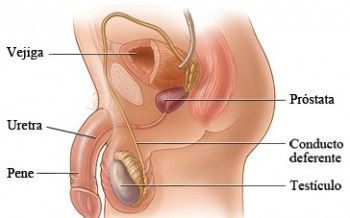 Vejiga
Próstata
Uretra
Conducto
deferente
Pene
Testículo